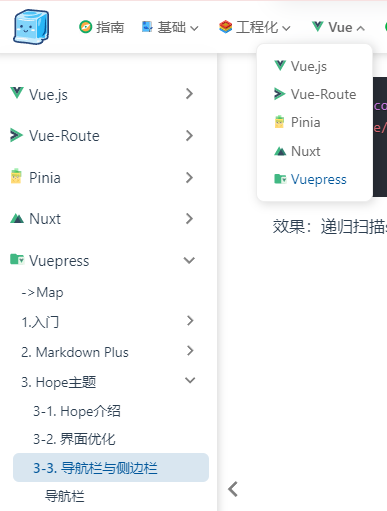 指南
基础
工程化
Vue
Vue.js
Vue-Route
Pinia
Nuxt
Vuepress
Vue.js
Vue-Route
Pinia
Nuxt
Vuepress
->Map
1.入门
2. Markdown Plus
3. Hope主题
3-1. Hope介绍
3-2. 界面优化
3-3. 导航栏与侧边栏
导航栏
co
e/
效果：递归扫描